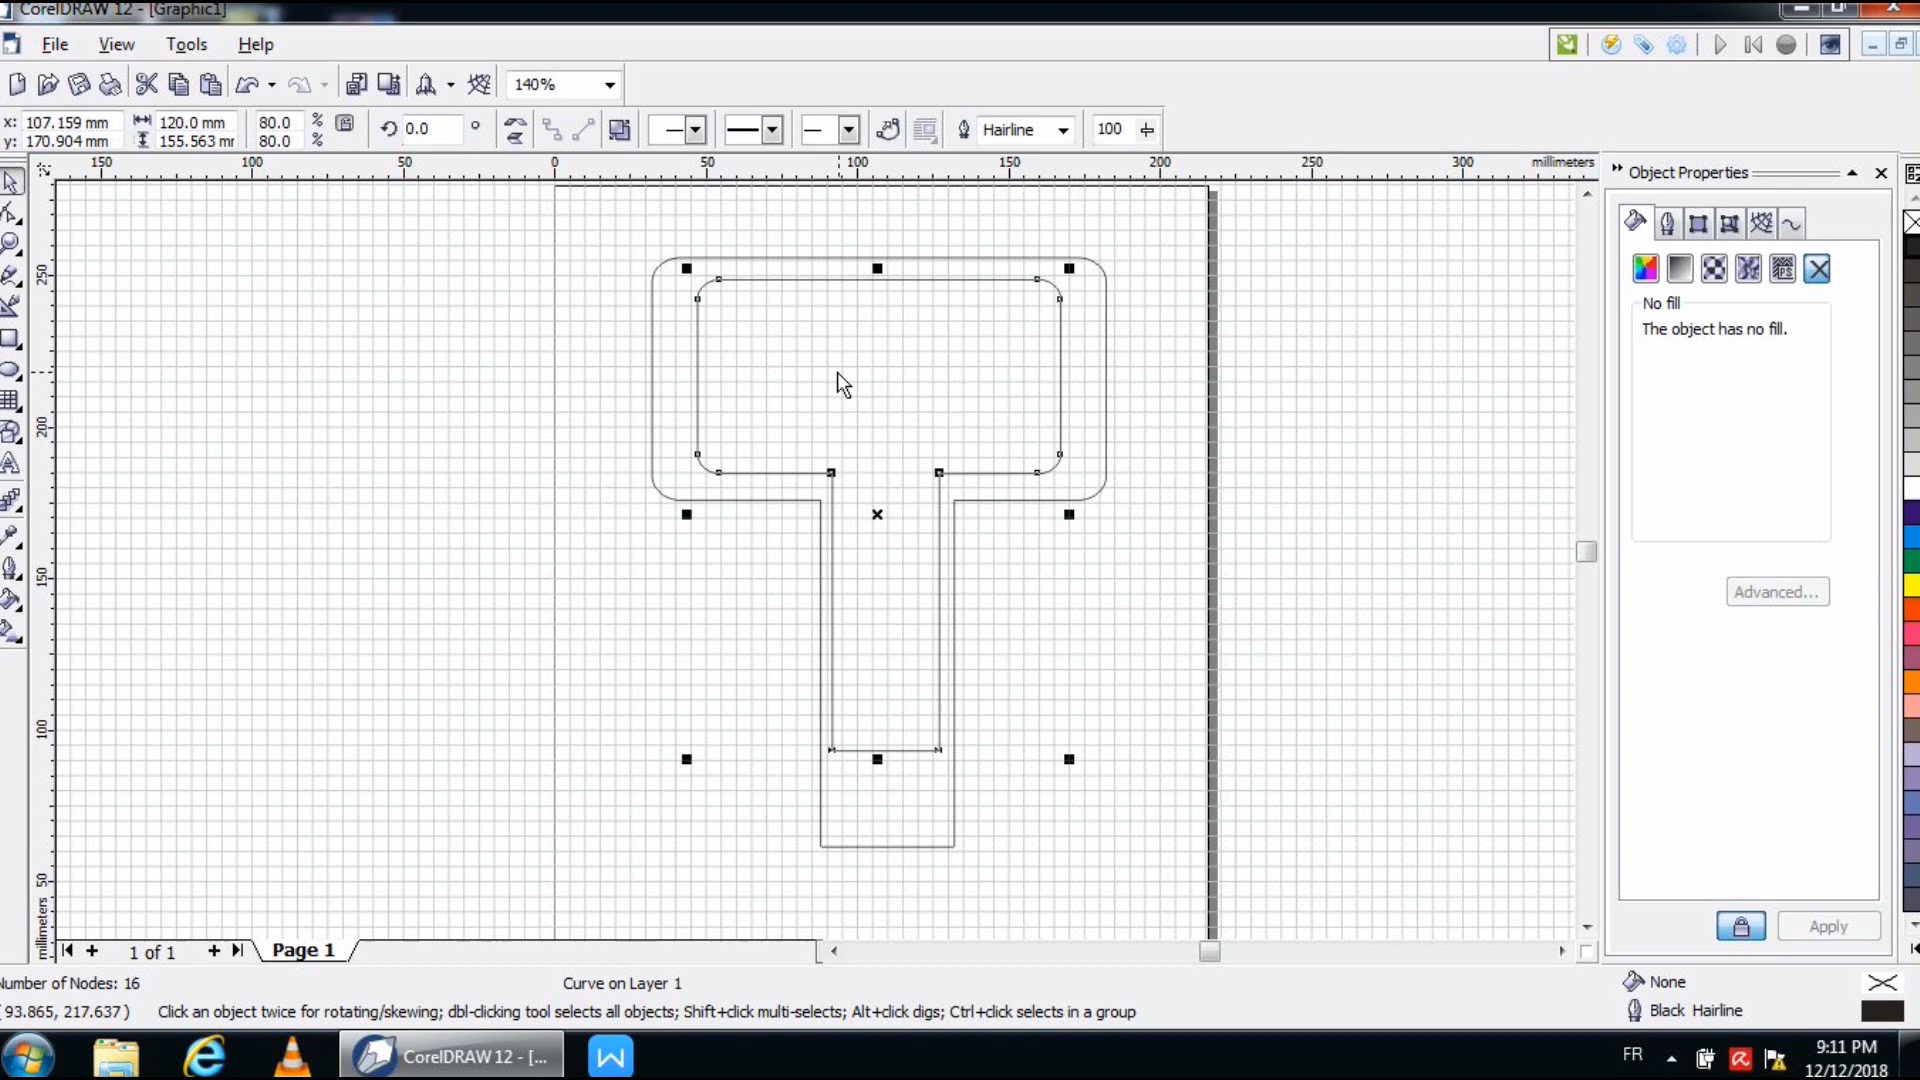 CorelDRAW 12 - [Graphic1]
File View Tools Help
140%
x: 107.159 mm 120.0 mm 80.0 % 0.0 ° Hairline 100
y: 170.904 mm 155.563 mr 80.0 %
150 100 50 0 50 100 150 200 250 300 millimeters
250
200
150
100
50
millimeters
Object Properties
No fill
The object has no fill.
Advanced...
Apply
1 of 1 Page 1
Number of Nodes: 16 Curve on Layer 1 None
93.865, 217.637 ) Click an object twice for rotating/skewing; dbl-clicking tool selects all objects; Shift+click multi-selects; Alt+click digs; Ctrl+click selects in a group Black Hairline
CorelDRAW 12 - [... FR 9:11 PM
12/12/2018